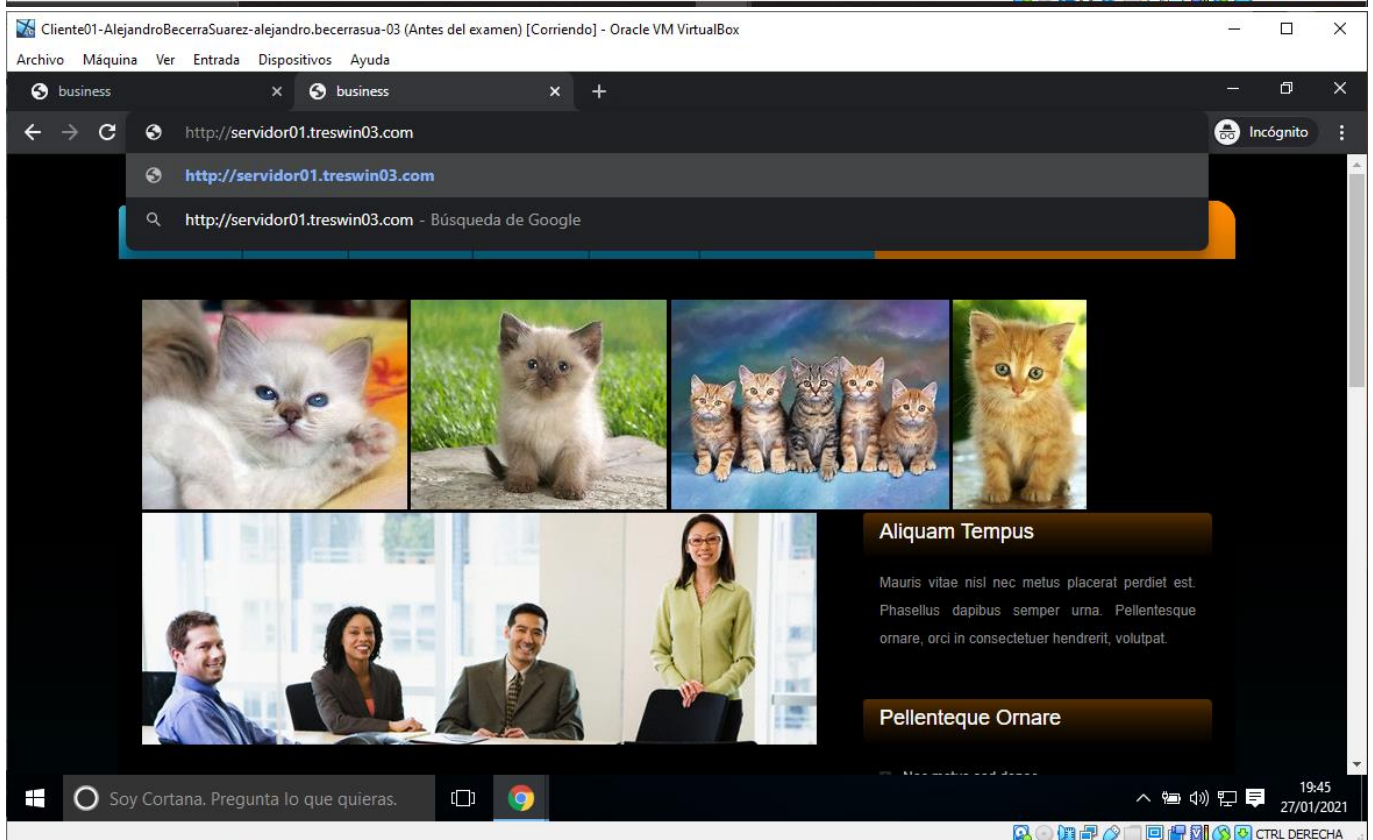 Cliente01-AlejandroBecerraSuarez-alejandro.becerrasua-03 (Antes del examen) [Corriendo] - Oracle VM VirtualBox
Archivo Máquina Ver Entrada Dispositivos Ayuda
business business
http://servidor01.treswin03.com Incógnito
http://servidor01.treswin03.com
http://servidor01.treswin03.com - Búsqueda de Google
Aliquam Tempus
Mauris vitae nisl nec metus placerat perdiet est.
Phasellus dapibus semper urna. Pellentesque
ornare, orci in consectetuer hendrerit, volutpat.
Pellenteque Ornare
Soy Cortana. Pregunta lo que quieras.
19:45
27/01/2021
CTRL DERECHA